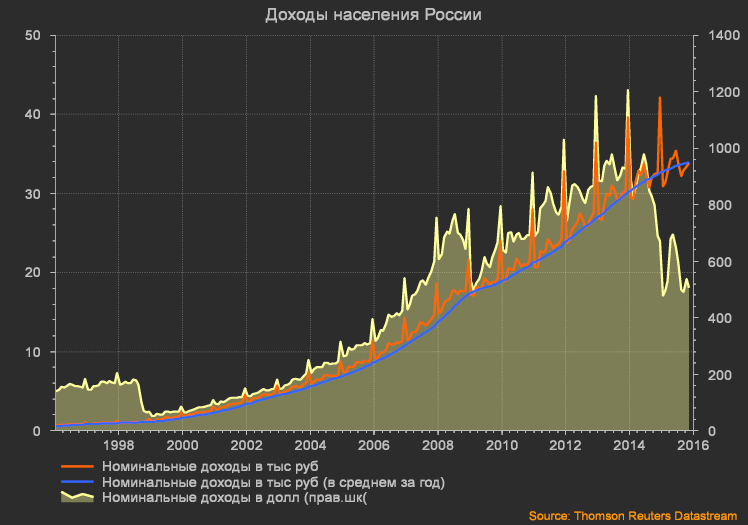 Доходы населения России
50 1400
1200
40
1000
30
800
20 600
400
10
200
0 0
1998 2000 2002 2004 2006 2008 2010 2012 2014 2016
Номинальные доходы в тыс руб
Номинальные доходы в тыс руб (в среднем за год)
Номинальные доходы в долл (прав.шк(
Source: Thomson Reuters Datastream